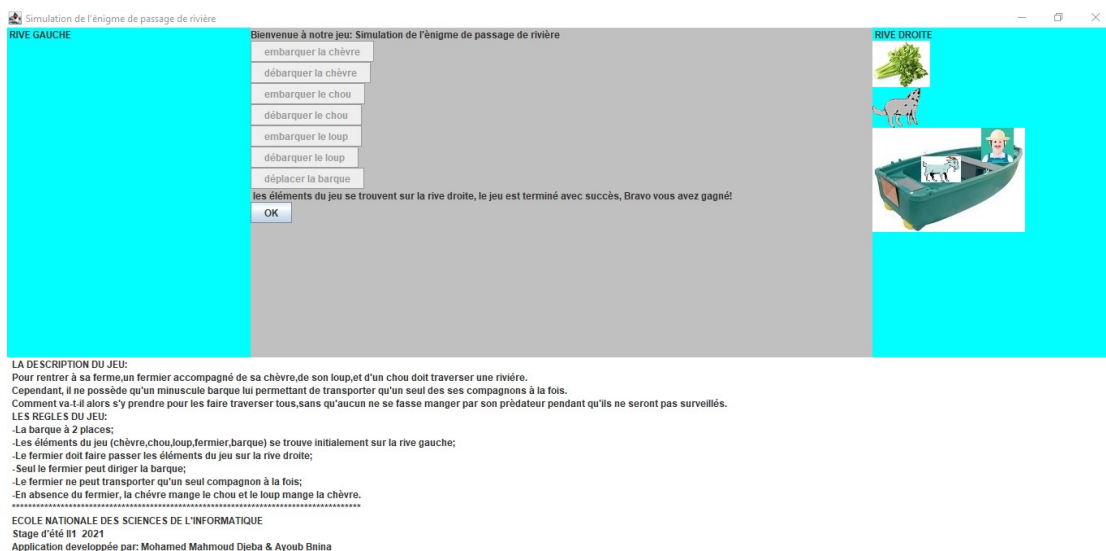 Simulation de l'ènigme de passage de rivière
RIVE GAUCHE
Bienvenue à notre jeu: Simulation de l'ènigme de passage de rivière
embarquer la chèvre
débarquer la chèvre
embarquer le chou
débarquer le chou
embarquer le loup
débarquer le loup
déplacer la barque
les éléments du jeu se trouvent sur la rive droite, le jeu est terminé avec succès, Bravo vous avez gagné!
OK
RIVE DROITE
LA DESCRIPTION DU JEU:
Pour rentrer à sa ferme,un fermier accompagné de sa chèvre,de son loup,et d'un chou doit traverser une riviére.
Cependant, il ne possède qu'un minuscule barque lui permettant de transporter qu'un seul des ses compagnons à la fois.
Comment va-t-il alors s'y prendre pour les faire traverser tous,sans qu'aucun ne se fasse manger par son prèdateur pendant qu'ils ne seront pas surveillés.
LES REGLES DU JEU:
-La barque à 2 places;
-Les éléments du jeu (chèvre,chou,loup,fermier,barque) se trouve initialement sur la rive gauche;
-Le fermier doit faire passer les éléments du jeu sur la rive droite;
-Seul le fermier peut diriger la barque;
-Le fermier ne peut transporter qu'un seul compagnon à la fois;
-En absence du fermier, la chévre mange le chou et le loup mange la chèvre.
**************************************************************************************
ECOLE NATIONALE DES SCIENCES DE L'INFORMATIQUE
Stage d'été II1 2021
Application developpée par: Mohamed Mahmoud Djeba & Ayoub Bnina